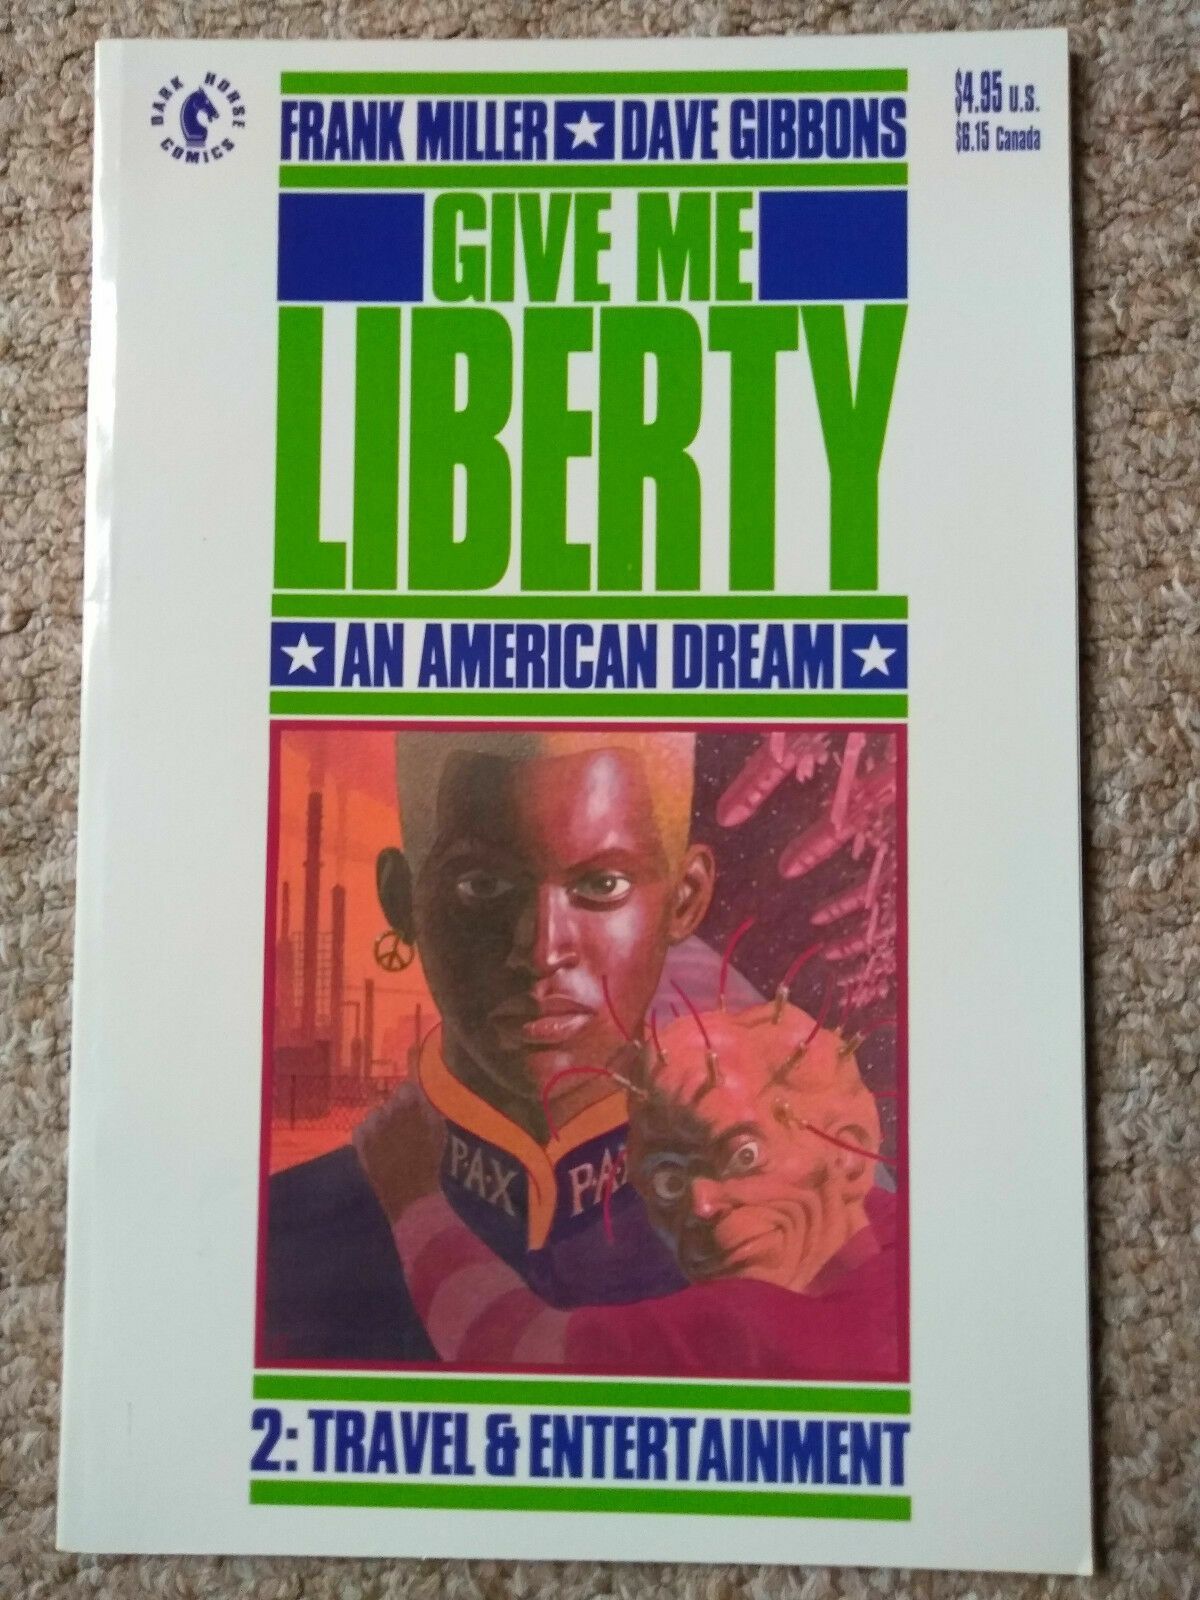 DARK HORSE COMICS
$4.95 U.S.
$6.15 Canada
FRANK MILLER DAVE GIBBONS
GIVE ME
LIBERTY
AN AMERICAN DREAM
P·A·X P·A·
2: TRAVEL & ENTERTAINMENT